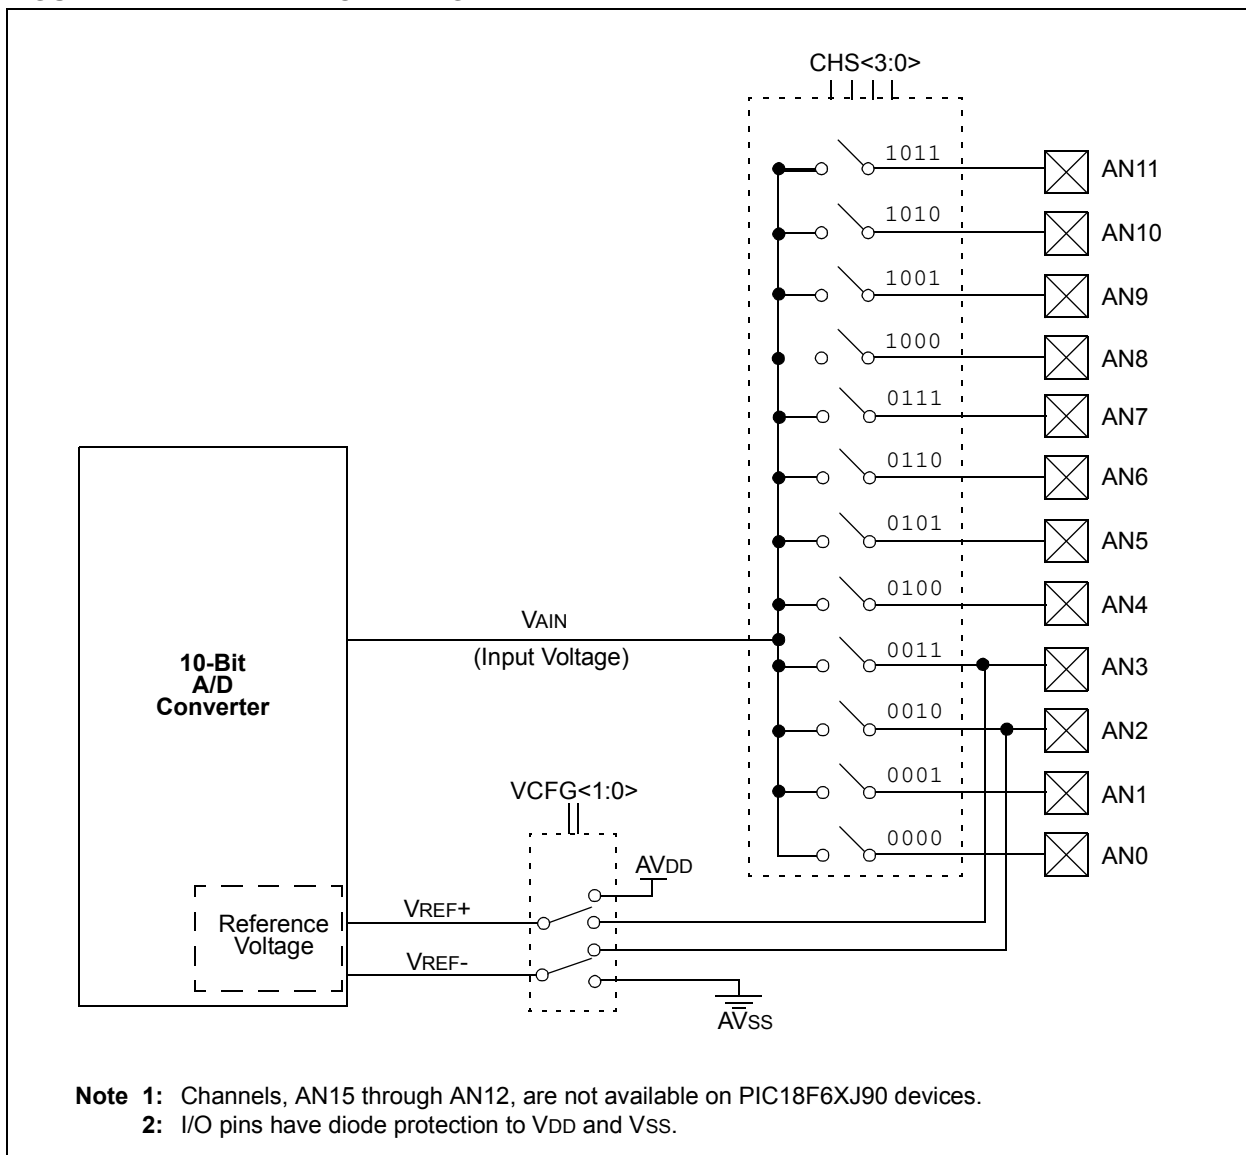 CHS<3:0>
1011 AN11
1010 AN10
1001 AN9
1000 AN8
0111 AN7
0110 AN6
0101 AN5
0100 AN4
VAIN
(Input Voltage)
0011 AN3
10-Bit
A/D
Converter
0010 AN2
0001 AN1
VCFG<1:0>
0000 AN0
AVDD
Reference
Voltage
VREF+
VREF-
AVSS
Note 1: Channels, AN15 through AN12, are not available on PIC18F6XJ90 devices.
2: I/O pins have diode protection to VDD and VSS.